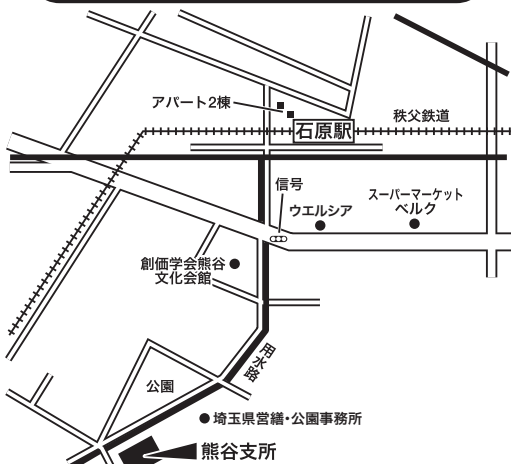 アパート2棟
石原駅
秩父鉄道
信号
ウエルシア
スーパーマーケット
ベルク
創価学会熊谷
文化会館
用水路
公園
埼玉県営繕・公園事務所
熊谷支所